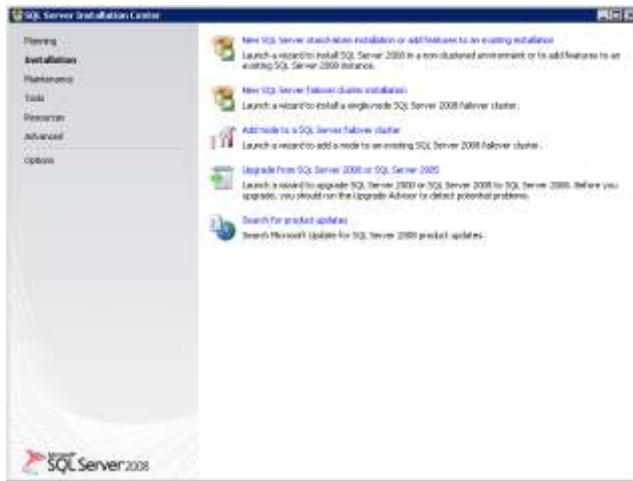 SQL Server Installation Center
Planning
Installation
Maintenance
Tools
Resources
Advanced
Options
New SQL Server stand-alone installation or add features to an existing installation
Launch a wizard to install SQL Server 2008 in a non-clustered environment or to add features to an
existing SQL Server 2008 instance.
New SQL Server failover cluster installation
Launch a wizard to install a single-node SQL Server 2008 failover cluster.
Add node to a SQL Server failover cluster
Launch a wizard to add a node to an existing SQL Server 2008 failover cluster.
Upgrade from SQL Server 2000 or SQL Server 2005
Launch a wizard to upgrade SQL Server 2000 or SQL Server 2005 to SQL Server 2008. Before you
upgrade, you should run the Upgrade Advisor to detect potential problems.
Search for product updates
Search Microsoft Update for SQL Server 2008 product updates.
Microsoft
SQL Server 2008